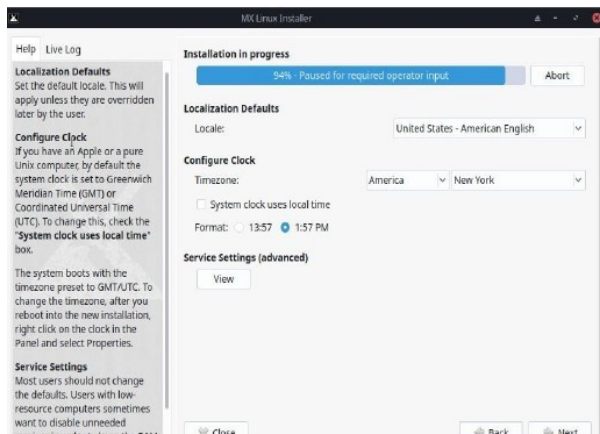 MX Linux Installer
Help Live Log
Localization Defaults
Set the default locale. This will
apply unless they are overridden
later by the user.
Configure Clock
If you have an Apple or a pure
Unix computer, by default the
system clock is set to Greenwich
Meridian Time (GMT) or
Coordinated Universal Time
(UTC). To change this, check the
"System clock uses local time"
box.
The system boots with the
timezone preset to GMT/UTC. To
change the timezone, after you
reboot into the new installation,
right click on the clock in the
Panel and select Properties.
Service Settings
Most users should not change
the defaults. Users with low-
resource computers sometimes
want to disable unneeded
Installation in progress
94% - Paused for required operator input
Abort
Localization Defaults
Locale: United States - American English
Configure Clock
Timezone: America New York
System clock uses local time
Format: 13:57 1:57 PM
Service Settings (advanced)
View
Close Back Next